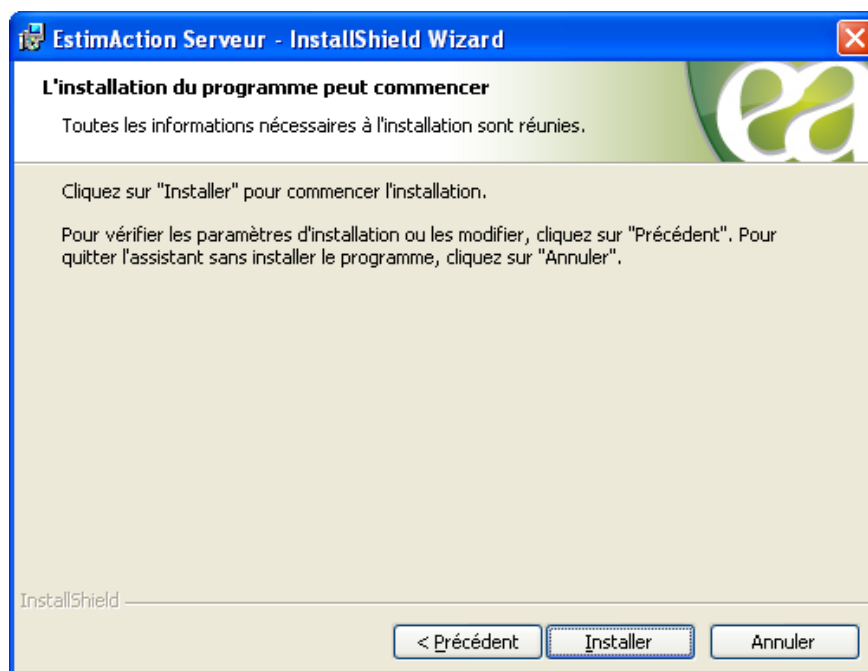 EstimAction Serveur - InstallShield Wizard
L'installation du programme peut commencer
Toutes les informations nécessaires à l'installation sont réunies.
ea
Cliquez sur "Installer" pour commencer l'installation.
Pour vérifier les paramètres d'installation ou les modifier, cliquez sur "Précédent". Pour
quitter l'assistant sans installer le programme, cliquez sur "Annuler".
InstallShield
< Précédent
Installer
Annuler